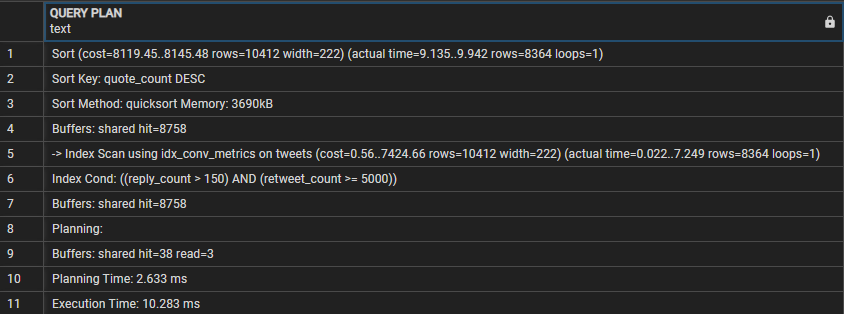 QUERY PLAN
text
1 Sort (cost=8119.45..8145.48 rows=10412 width=222) (actual time=9.135..9.942 rows=8364 loops=1)
2 Sort Key: quote_count DESC
3 Sort Method: quicksort Memory: 3690kB
4 Buffers: shared hit=8758
5 -> Index Scan using idx_conv_metrics on tweets (cost=0.56..7424.66 rows=10412 width=222) (actual time=0.022..7.249 rows=8364 loops=1)
6 Index Cond: ((reply_count > 150) AND (retweet_count >= 5000))
7 Buffers: shared hit=8758
8 Planning:
9 Buffers: shared hit=38 read=3
10 Planning Time: 2.633 ms
11 Execution Time: 10.283 ms